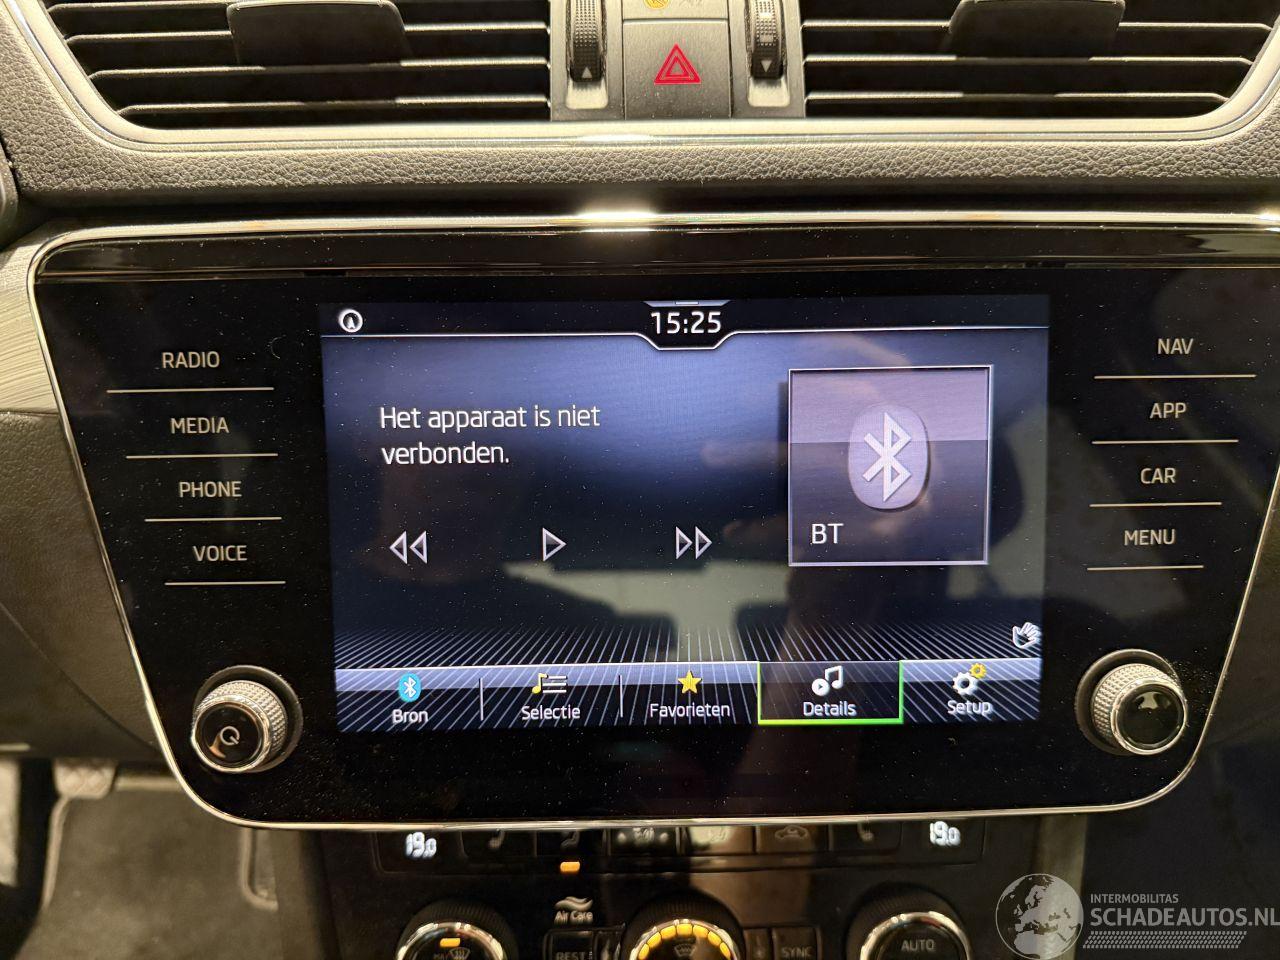 15:25
RADIO
MEDIA
PHONE
VOICE
Het apparaat is niet
verbonden.
BT
NAV
APP
CAR
MENU
Bron
Selectie
Favorieten
Details
Setup
19.0
19.0
Air Care
REST
SYNC
AUTO
INTERMOBILITAS
SCHADEAUTOS.NL